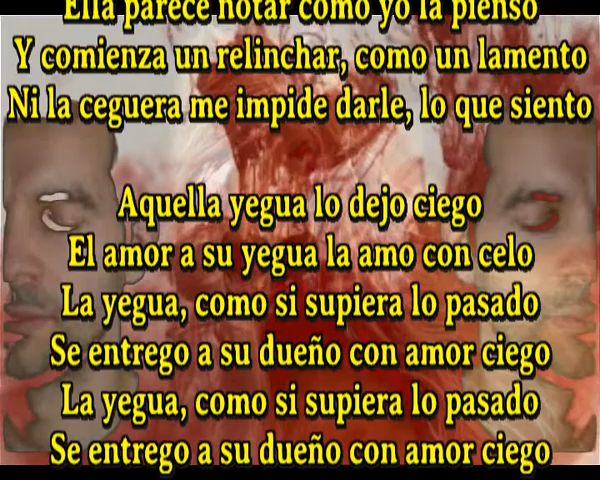 Ella parece notar como yo la pienso
Y comienza un relinchar, como un lamento
Ni la ceguera me impide darle, lo que siento
Aquella yegua lo dejo ciego
El amor a su yegua la amo con celo
La yegua, como si supiera lo pasado
Se entrego a su dueño con amor ciego
La yegua, como si supiera lo pasado
Se entrego a su dueño con amor ciego